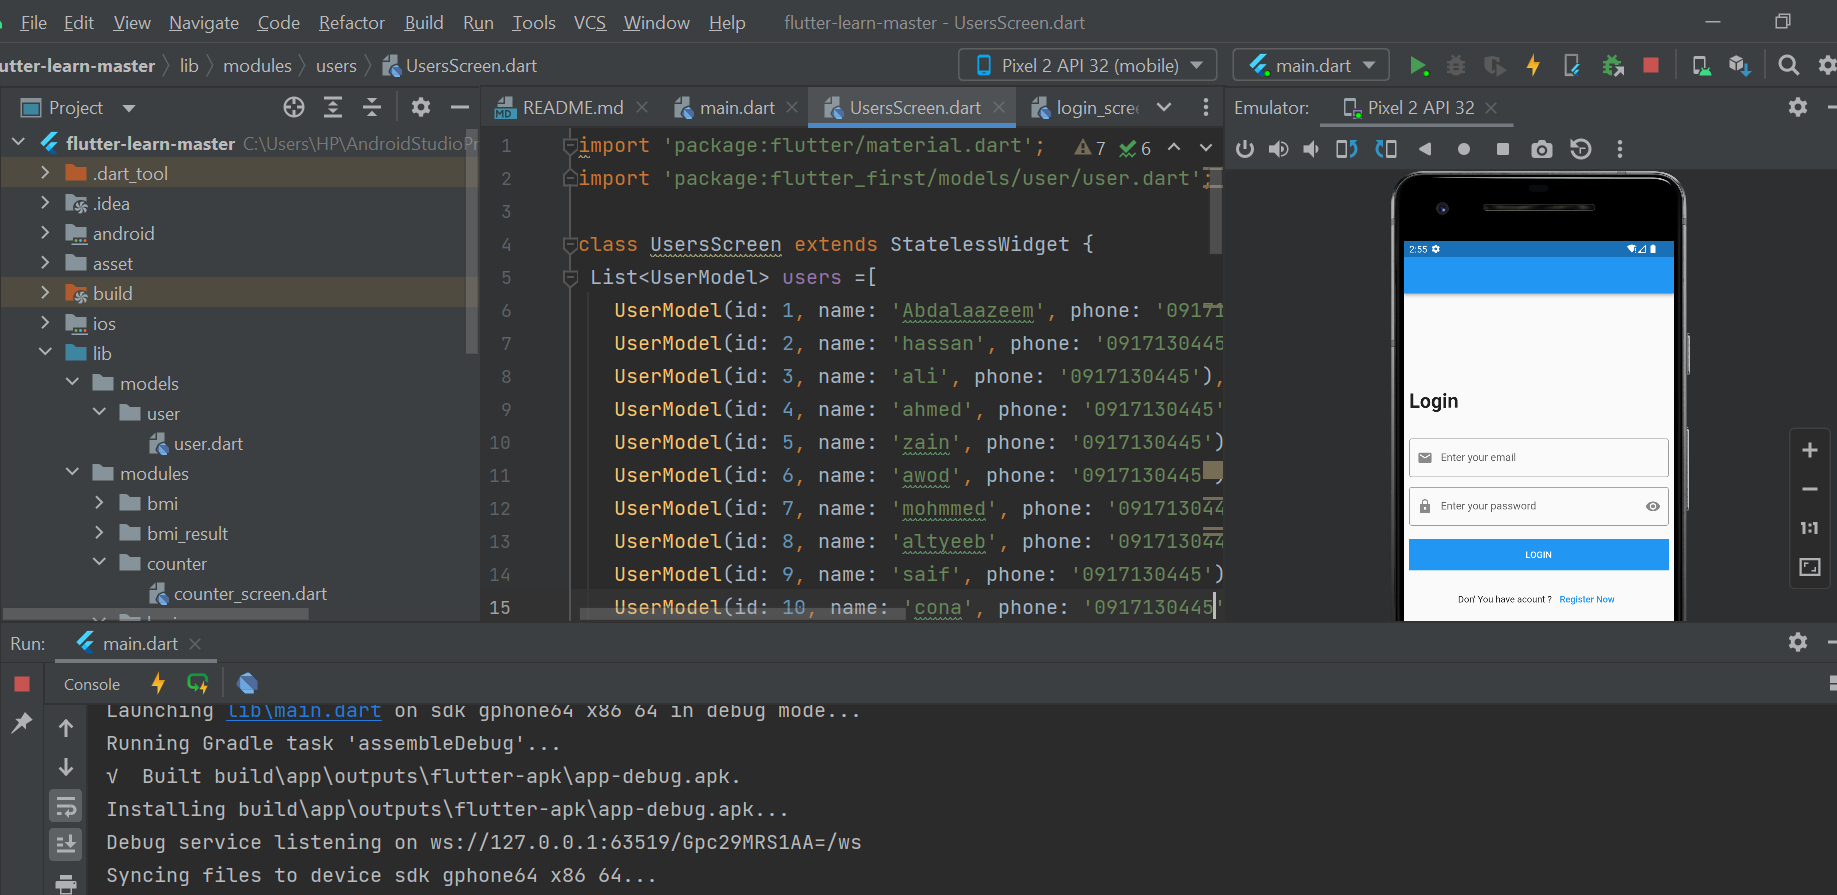 File Edit View Navigate Code Refactor Build Run Tools VCS Window Help flutter-learn-master - UsersScreen.dart
utter-learn-master lib modules users UsersScreen.dart Pixel 2 API 32 (mobile) main.dart
Project
README.md main.dart UsersScreen.dart login_scree
Emulator: Pixel 2 API 32
flutter-learn-master C:\Users\HP\AndroidStudioPr
.dart_tool
.idea
android
asset
build
ios
lib
models
user
user.dart
modules
bmi
bmi_result
counter
counter_screen.dart
1 import 'package:flutter/material.dart'; 7 6
2 import 'package:flutter_first/models/user/user.dart';
3
4 class UsersScreen extends StatelessWidget {
5 List<UserModel> users =[
6 UserModel(id: 1, name: 'Abdalaazeem', phone: '09171
7 UserModel(id: 2, name: 'hassan', phone: '0917130445
8 UserModel(id: 3, name: 'ali', phone: '0917130445'),
9 UserModel(id: 4, name: 'ahmed', phone: '0917130445'
10 UserModel(id: 5, name: 'zain', phone: '0917130445')
11 UserModel(id: 6, name: 'awod', phone: '0917130445')
12 UserModel(id: 7, name: 'mohmmed', phone: '091713044
13 UserModel(id: 8, name: 'altyeeb', phone: '091713044
14 UserModel(id: 9, name: 'saif', phone: '0917130445')
15 UserModel(id: 10, name: 'cona', phone: '0917130445'
2:55
Login
Enter your email
Enter your password
LOGIN
Don' You have acount ? Register Now
1:1
Run: main.dart
Console
Launching lib\main.dart on sdk gphone64 x86 64 in debug mode...
Running Gradle task 'assembleDebug'...
√ Built build\app\outputs\flutter-apk\app-debug.apk.
Installing build\app\outputs\flutter-apk\app-debug.apk...
Debug service listening on ws://127.0.0.1:63519/Gpc29MRS1AA=/ws
Syncing files to device sdk gphone64 x86 64...